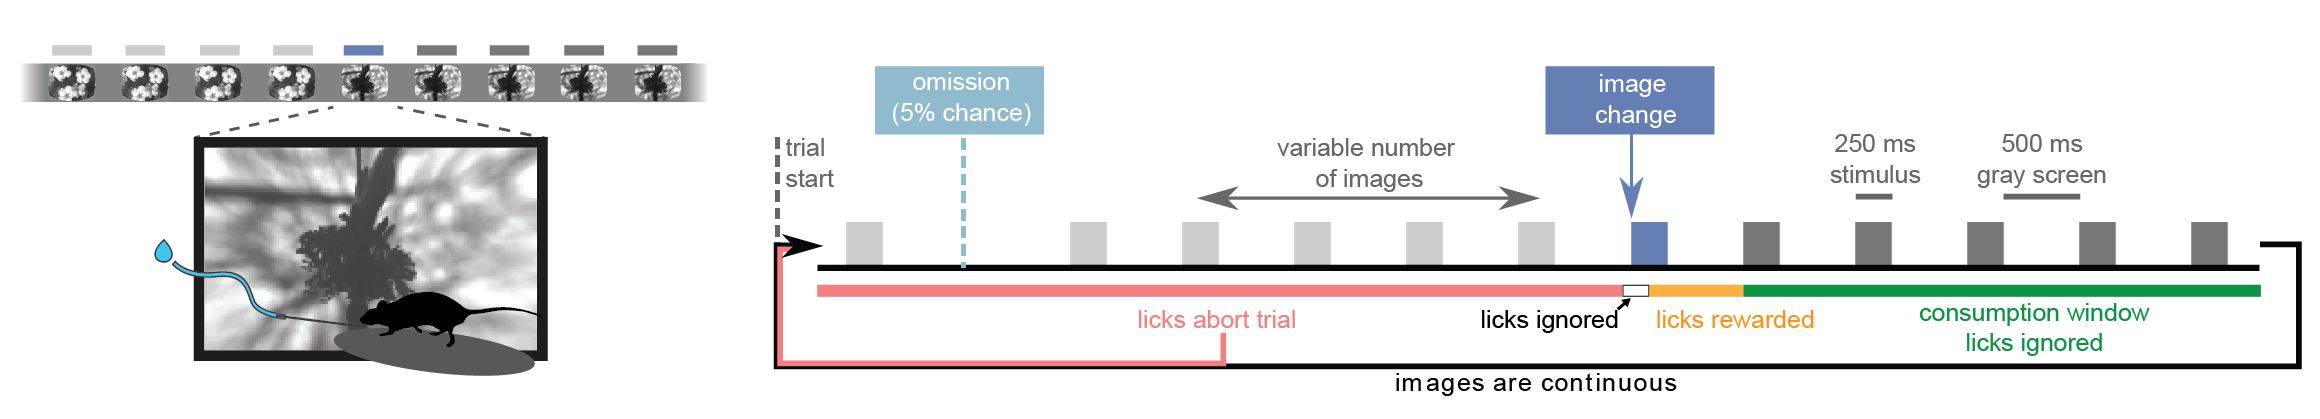 omission
(5% chance)
image
change
trial
start
variable number
of images
250 ms
stimulus
500 ms
gray screen
licks abort trial
licks ignored
licks rewarded
consumption window
licks ignored
images are continuous